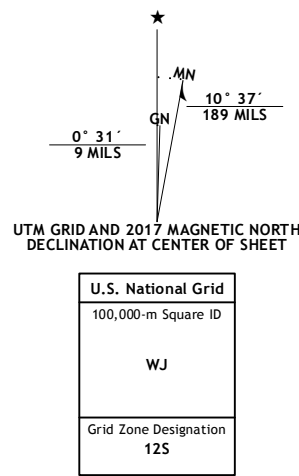 ★
MN
GN
10° 37´
189 MILS
0° 31´
9 MILS
UTM GRID AND 2017 MAGNETIC NORTH
DECLINATION AT CENTER OF SHEET
U.S. National Grid
100,000-m Square ID
WJ
Grid Zone Designation
12S